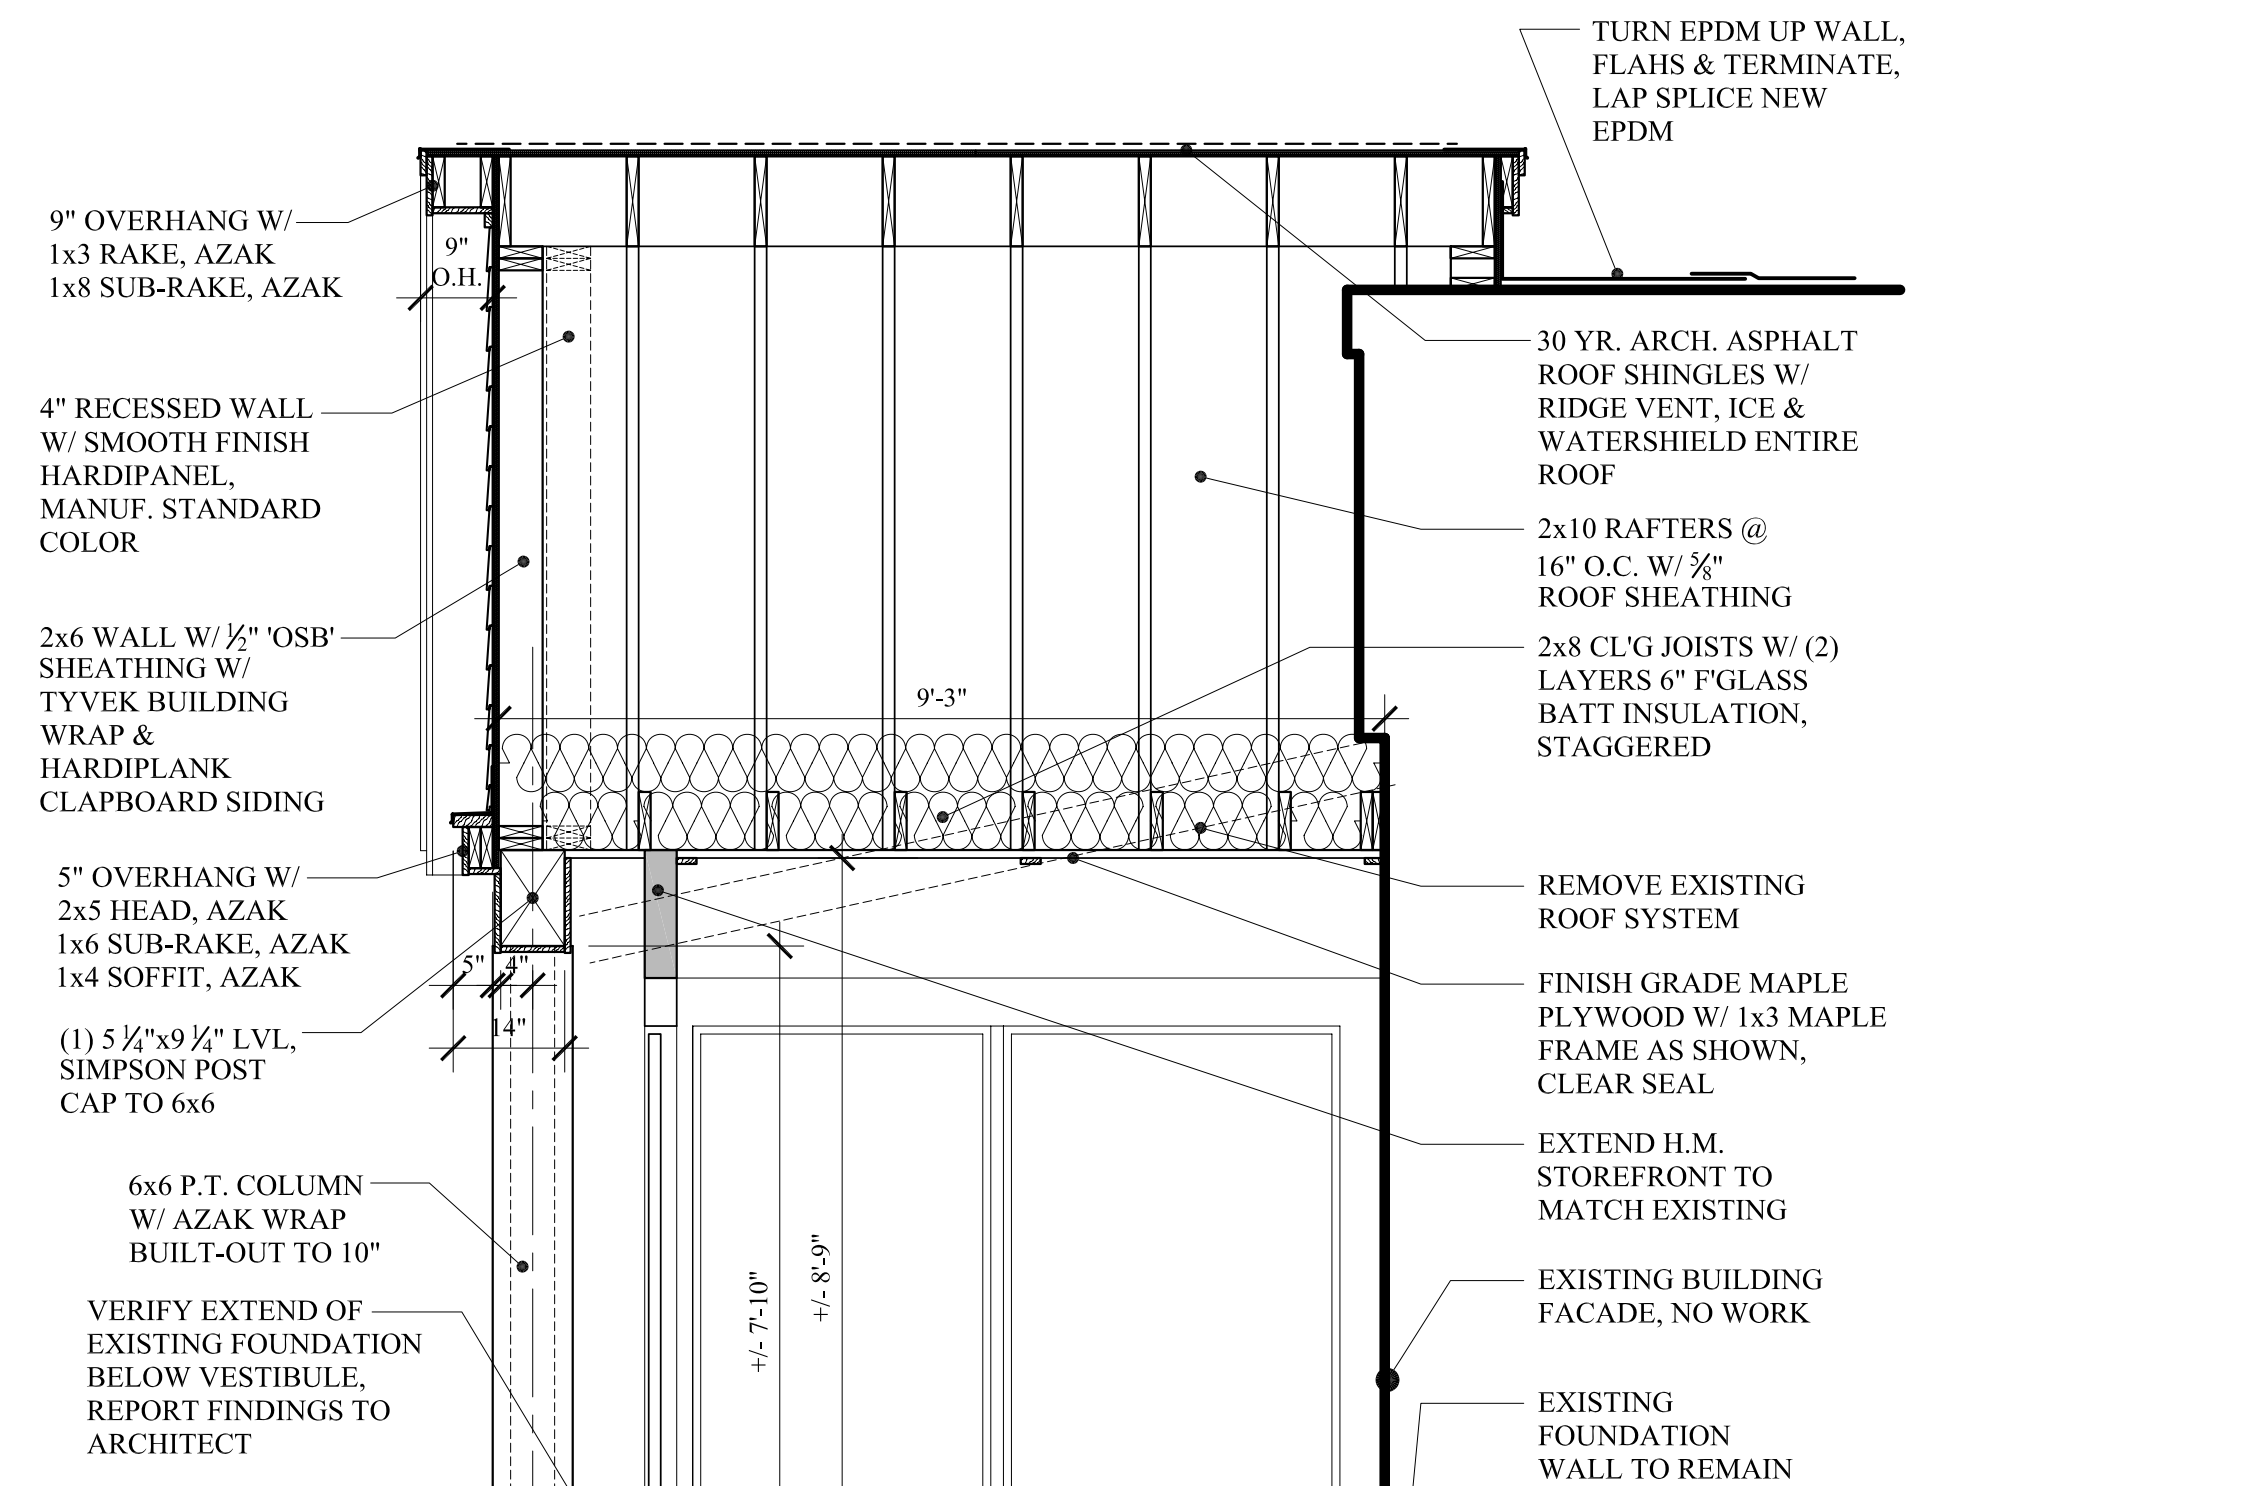 TURN EPDM UP WALL,
FLAHS & TERMINATE,
LAP SPLICE NEW
EPDM
9" OVERHANG W/
1x3 RAKE, AZAK
1x8 SUB-RAKE, AZAK
9"
O.H.
4" RECESSED WALL
W/ SMOOTH FINISH
HARDIPANEL,
MANUF. STANDARD
COLOR
2x6 WALL W/ ½" 'OSB'
SHEATHING W/
TYVEK BUILDING
WRAP &
HARDIPLANK
CLAPBOARD SIDING
5" OVERHANG W/
2x5 HEAD, AZAK
1x6 SUB-RAKE, AZAK
1x4 SOFFIT, AZAK
(1) 5 ¼"x9 ¼" LVL,
SIMPSON POST
CAP TO 6x6
6x6 P.T. COLUMN
W/ AZAK WRAP
BUILT-OUT TO 10"
VERIFY EXTEND OF
EXISTING FOUNDATION
BELOW VESTIBULE,
REPORT FINDINGS TO
ARCHITECT
5"
4"
14"
9'-3"
+/- 7'-10"
+/- 8'-9"
30 YR. ARCH. ASPHALT
ROOF SHINGLES W/
RIDGE VENT, ICE &
WATERSHIELD ENTIRE
ROOF
2x10 RAFTERS @
16" O.C. W/ ⅝"
ROOF SHEATHING
2x8 CL'G JOISTS W/ (2)
LAYERS 6" F'GLASS
BATT INSULATION,
STAGGERED
REMOVE EXISTING
ROOF SYSTEM
FINISH GRADE MAPLE
PLYWOOD W/ 1x3 MAPLE
FRAME AS SHOWN,
CLEAR SEAL
EXTEND H.M.
STOREFRONT TO
MATCH EXISTING
EXISTING BUILDING
FACADE, NO WORK
EXISTING
FOUNDATION
WALL TO REMAIN